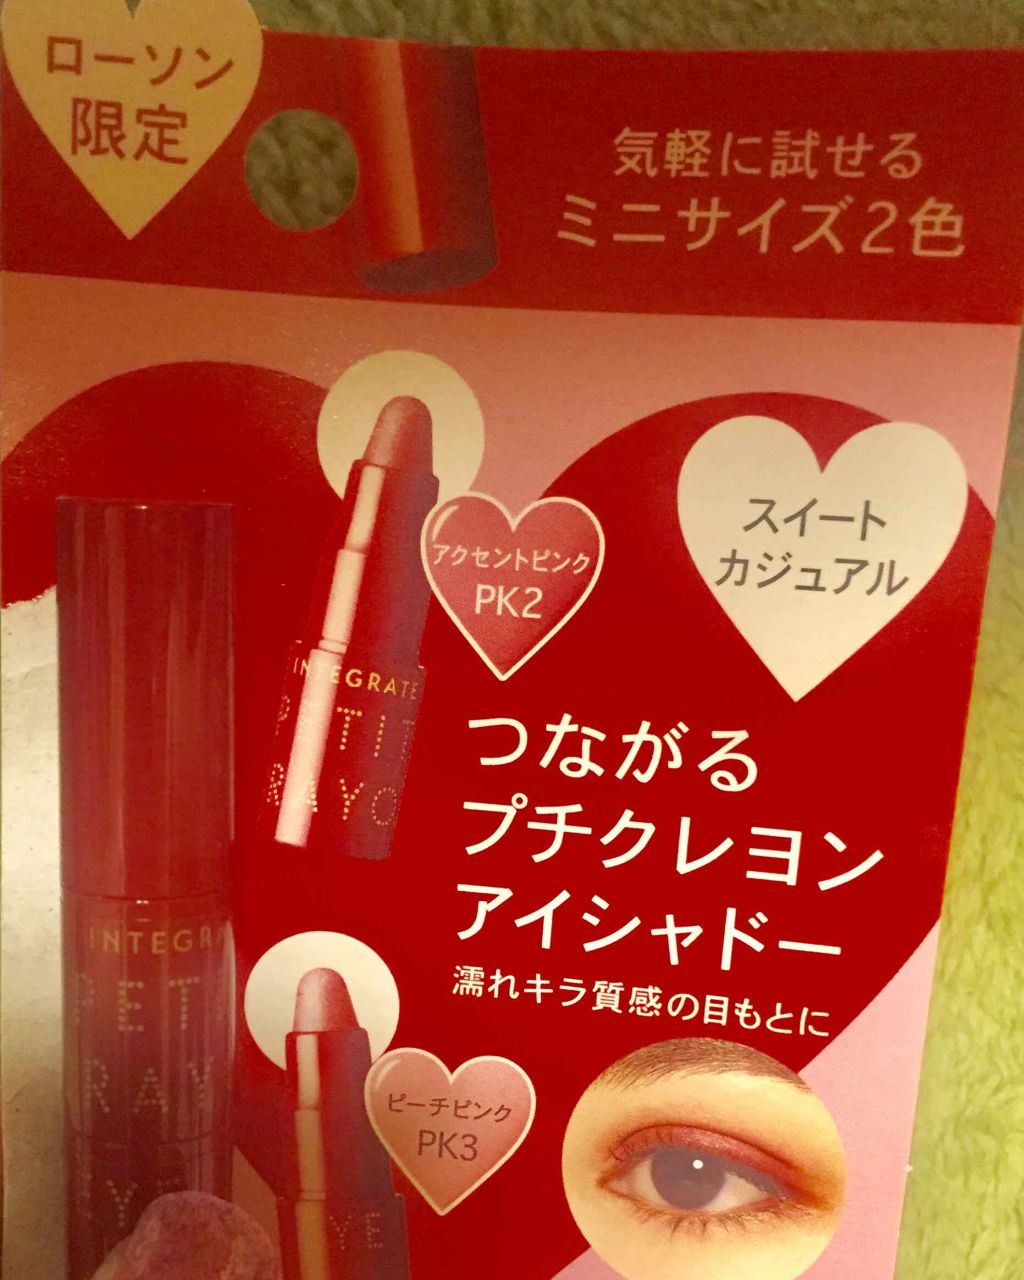 ローソン
限定
気軽に試せる
ミニサイズ2色
スイート
カジュアル
アクセントピンク
PK2
INTEGRATE
つながる
プチクレヨン
アイシャドー
濡れキラ質感の目もとに
ピーチピンク
PK3
YE